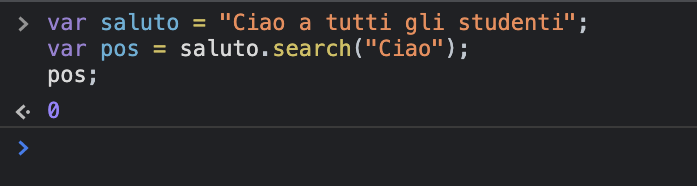 var saluto = "Ciao a tutti gli studenti";
var pos = saluto.search("Ciao");
pos;
0